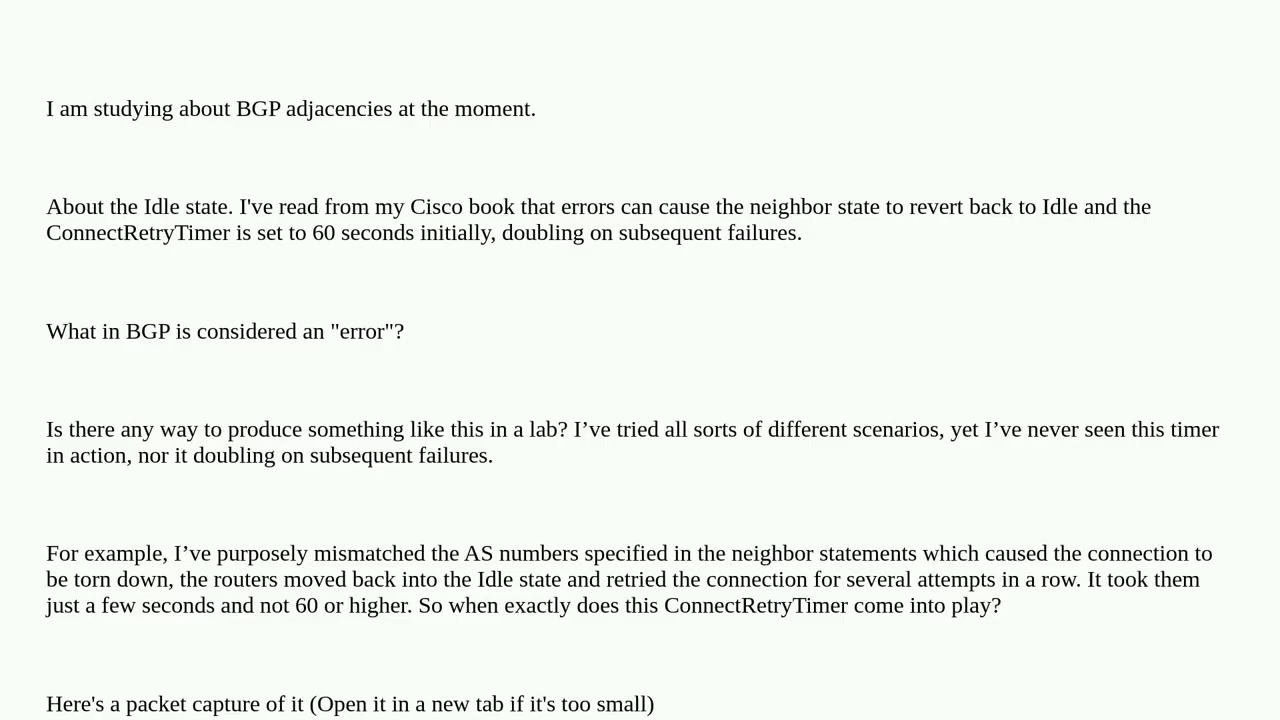 I am studying about BGP adjacencies at the moment.
About the Idle state. I've read from my Cisco book that errors can cause the neighbor state to revert back to Idle and the
ConnectRetryTimer is set to 60 seconds initially, doubling on subsequent failures.
What in BGP is considered an "error"?
Is there any way to produce something like this in a lab? I’ve tried all sorts of different scenarios, yet I’ve never seen this timer
in action, nor it doubling on subsequent failures.
For example, I’ve purposely mismatched the AS numbers specified in the neighbor statements which caused the connection to
be torn down, the routers moved back into the Idle state and retried the connection for several attempts in a row. It took them
just a few seconds and not 60 or higher. So when exactly does this ConnectRetryTimer come into play?
Here's a packet capture of it (Open it in a new tab if it's too small)